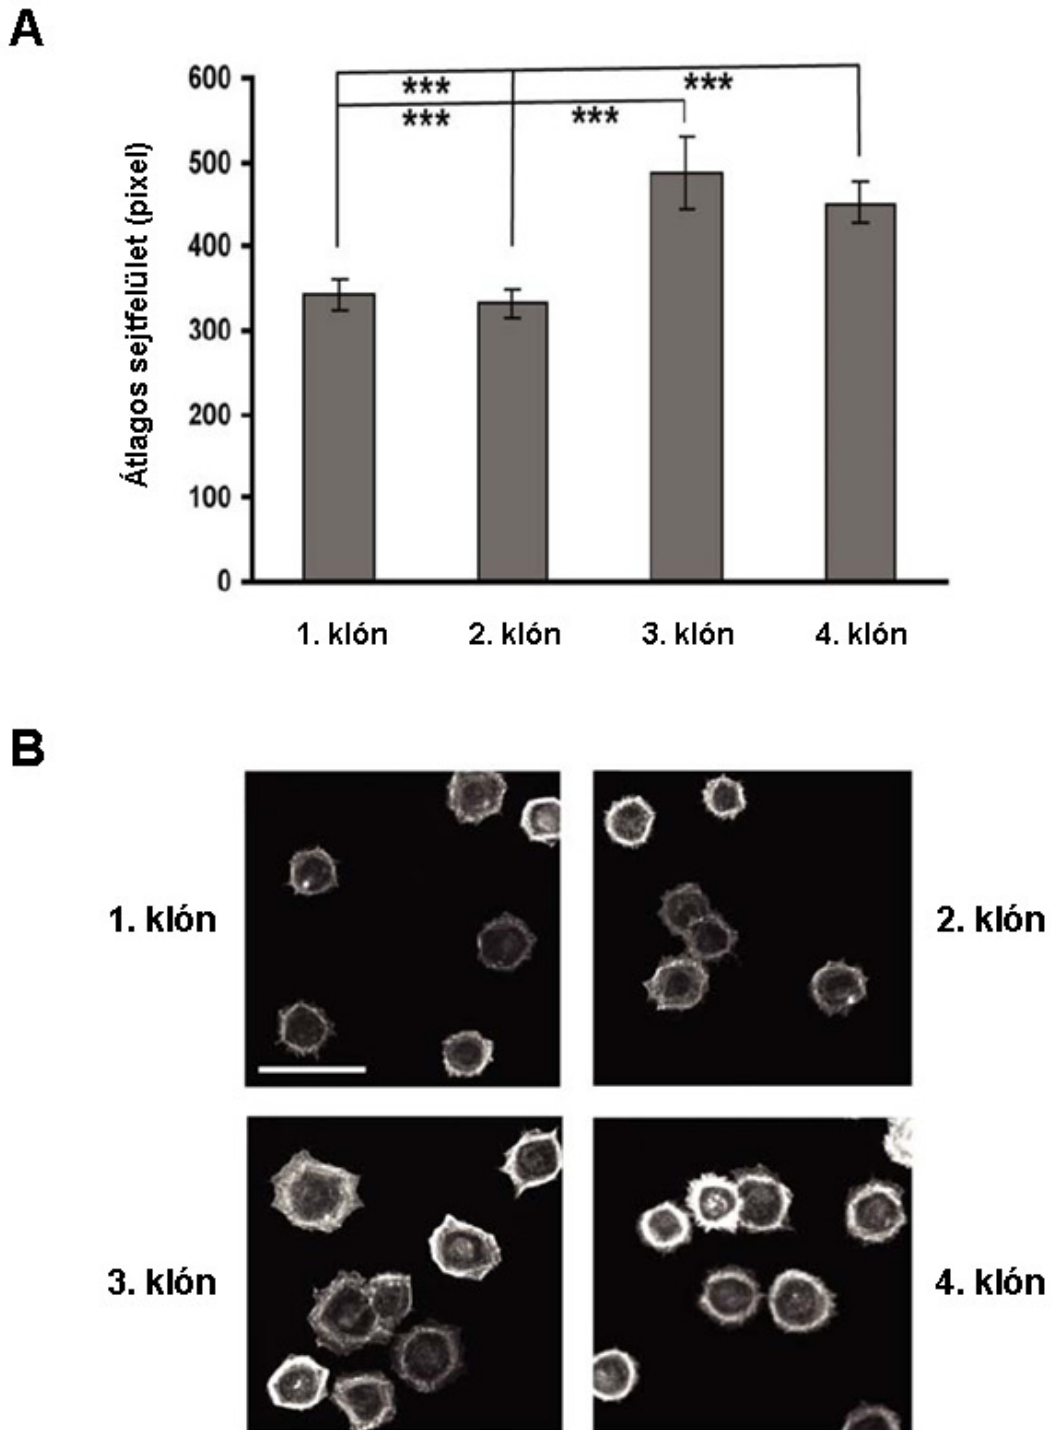 A
600
500
400
300
200
100
0
Átlagos sejtfelület (pixel)
***
***
***
***
1. klón
2. klón
3. klón
4. klón
B
1. klón
2. klón
3. klón
4. klón